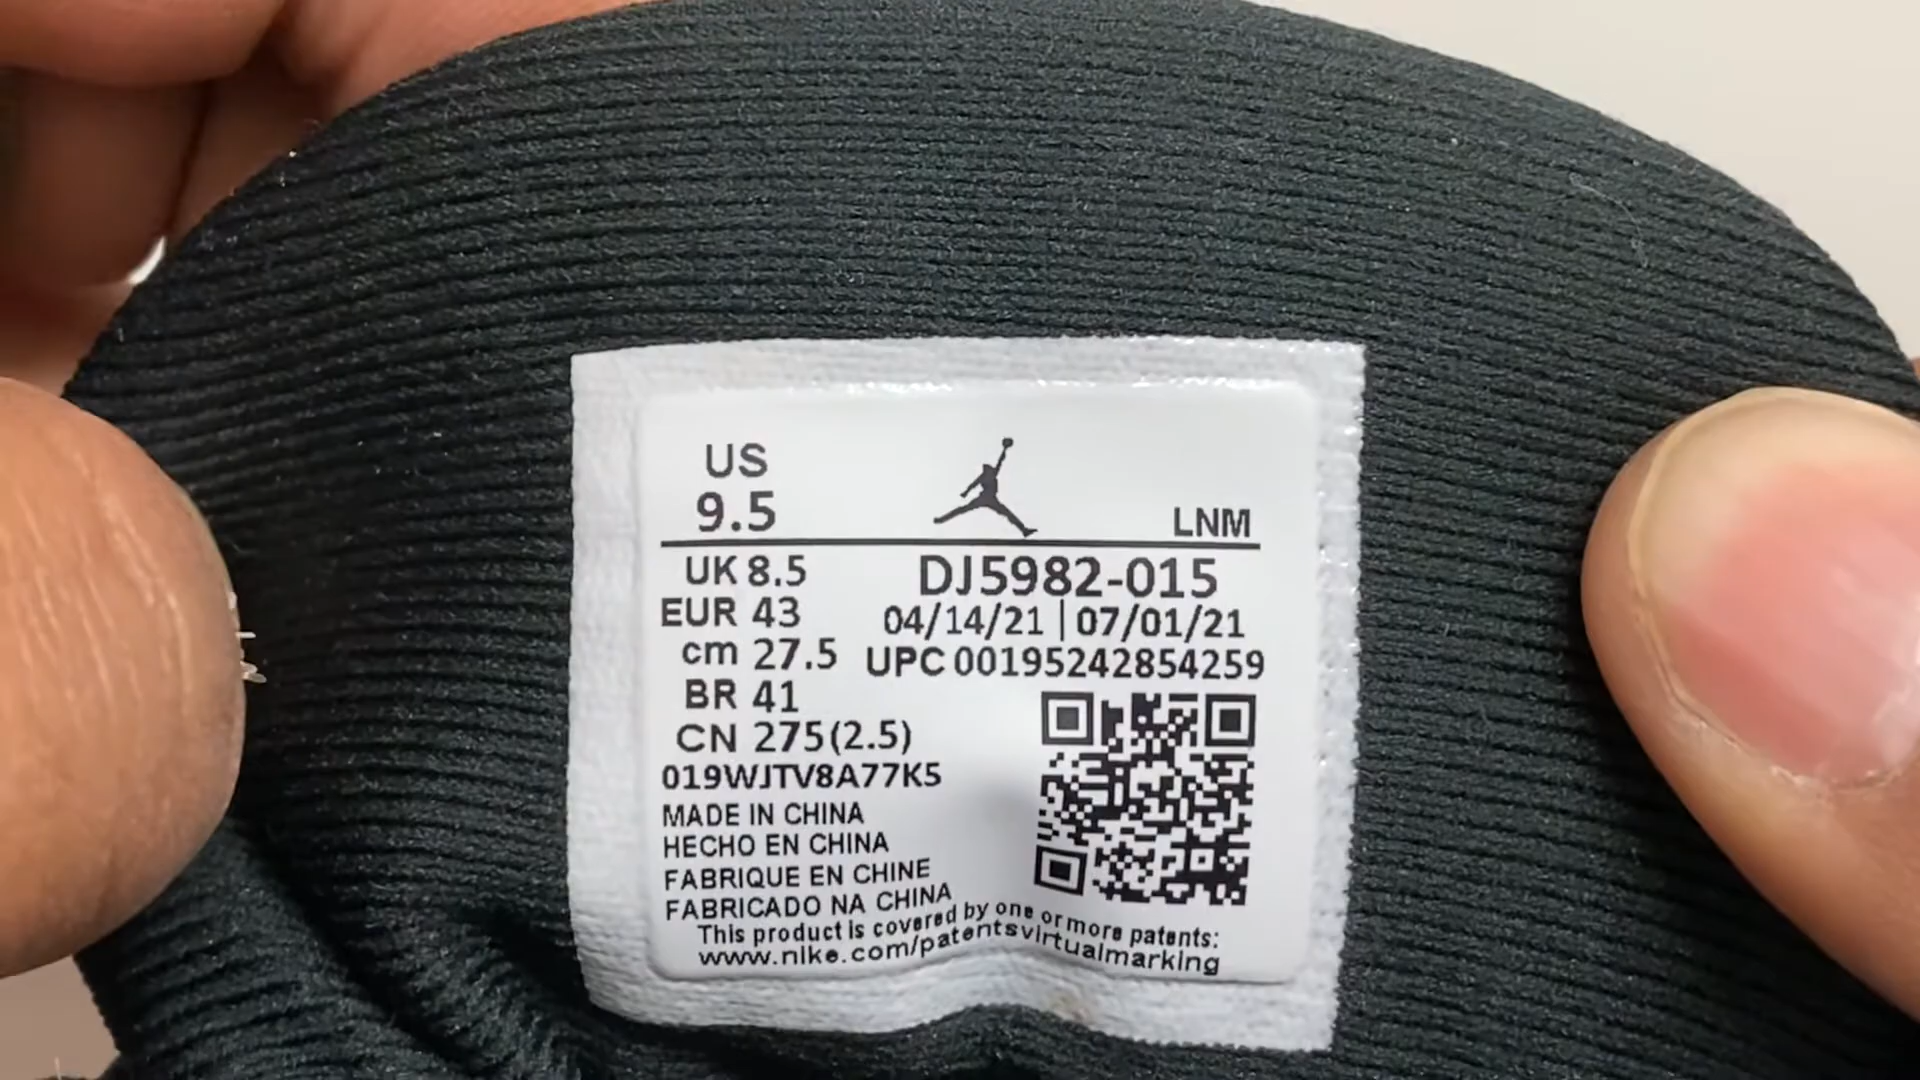 US
9.5
LNM
UK 8.5
DJ5982-015
EUR 43
04/14/21 | 07/01/21
cm 27.5
UPC 00195242854259
BR 41
CN 275(2.5)
019WJTV8A77K5
MADE IN CHINA
HECHO EN CHINA
FABRIQUE EN CHINE
FABRICADO NA CHINA
This product is covered by one or more patents:
www.nike.com/patentsvirtualmarking